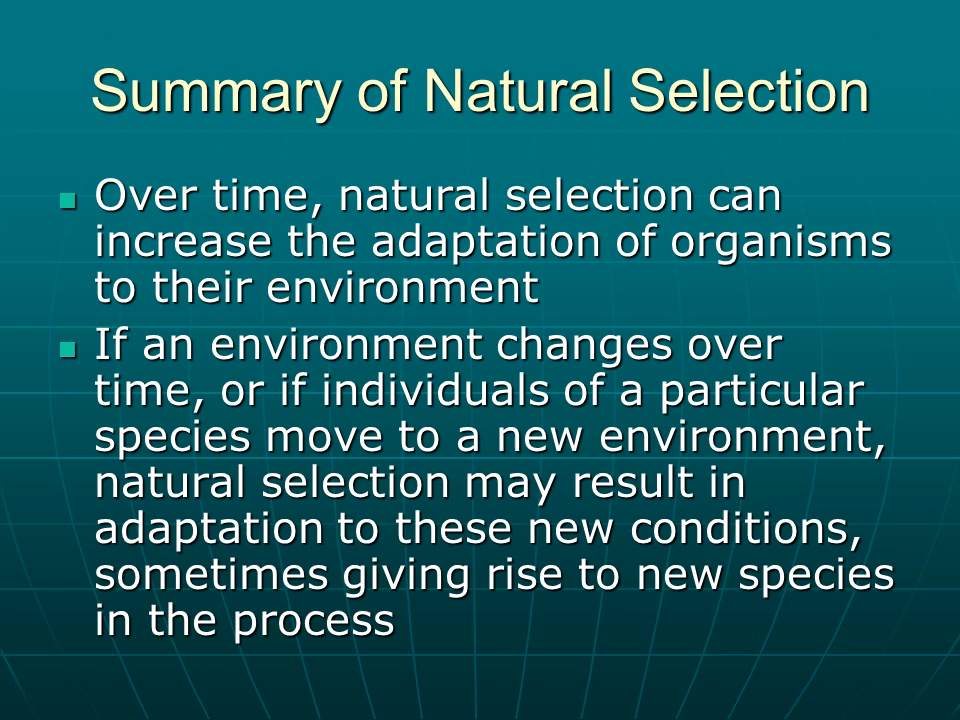 Summary of Natural Selection
Over time, natural selection can
increase the adaptation of organisms
to their environment
If an environment changes over
time, or if individuals of a particular
species move to a new environment,
natural selection may result in
adaptation to these new conditions,
sometimes giving rise to new species
in the process